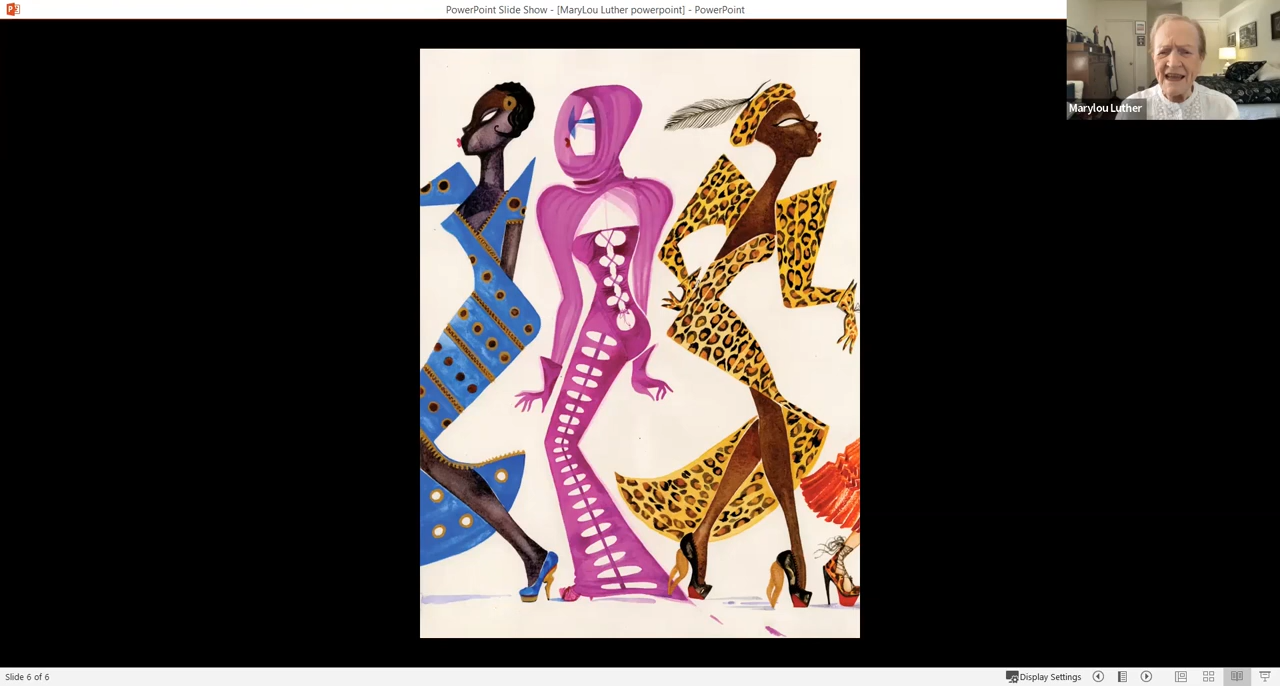 PowerPoint Slide Show - [MaryLou Luther powerpoint] - PowerPoint
Marylou Luther
Slide 6 of 6
Display Settings